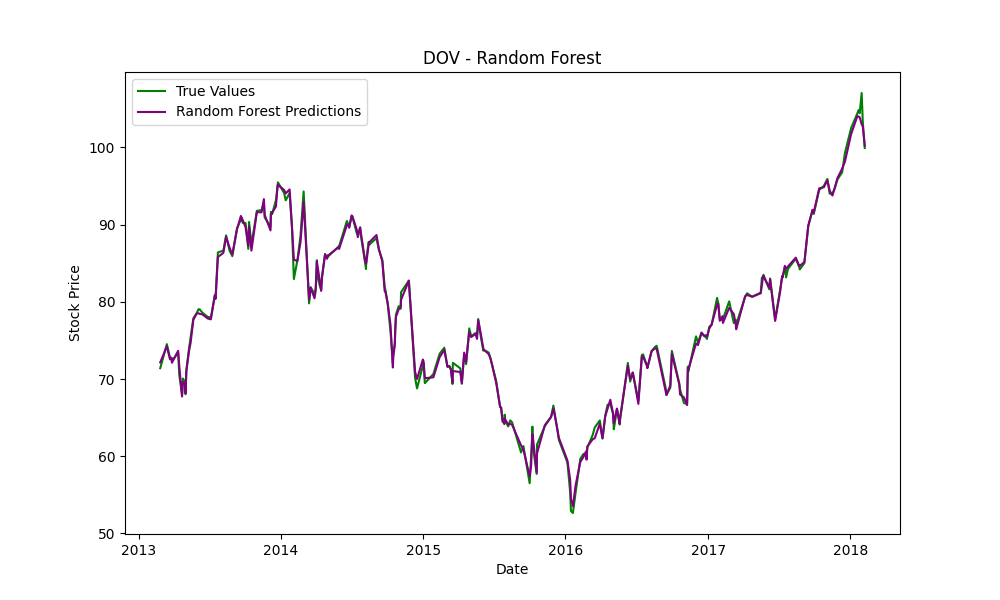 DOV - Random Forest
True Values
Random Forest Predictions
Stock Price
100
90
80
70
60
50
2013 2014 2015 2016 2017 2018
Date